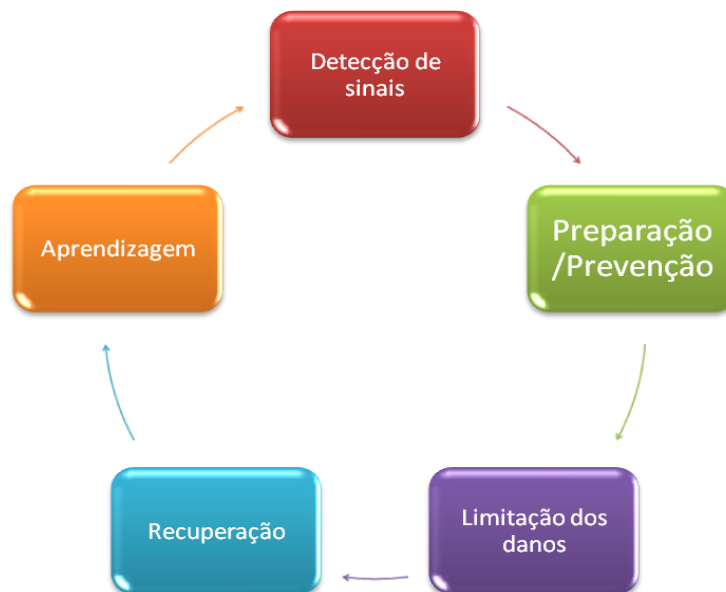 Detecção de
sinais
Preparação
/Prevenção
Limitação dos
danos
Recuperação
Aprendizagem